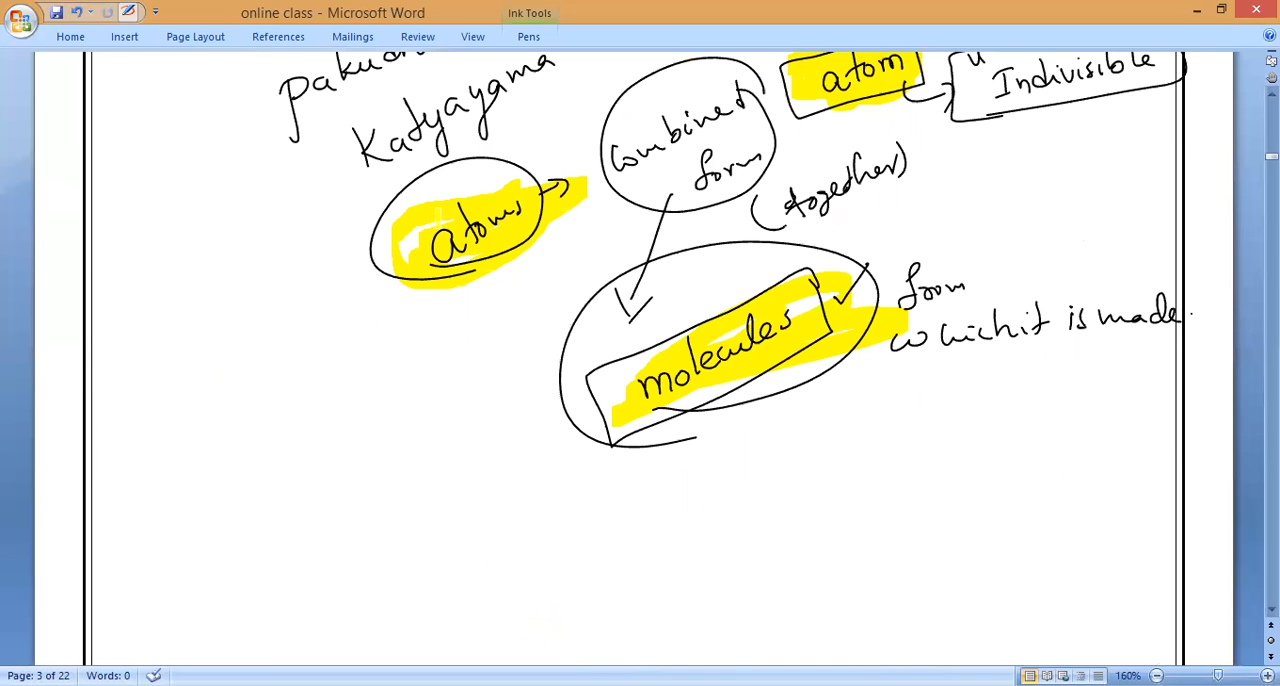 online class - Microsoft Word
Ink Tools
Home
Insert
Page Layout
References
Mailings
Review
View
Pens
Katyayama
Combined
form
atom
Indivisible
(together)
atoms
molecules
from
which it is made.
Page: 3 of 22
Words: 0
160%